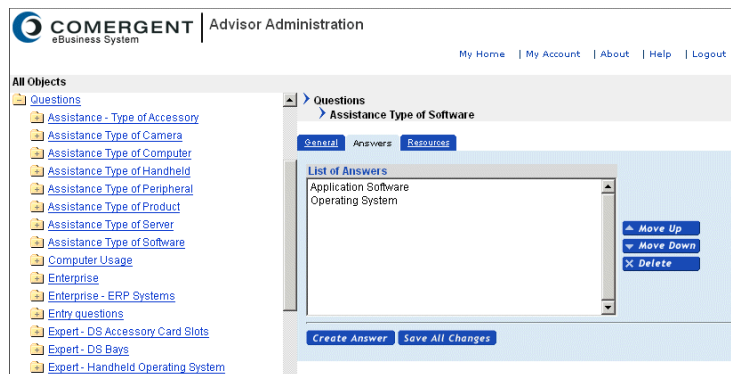 COMERGENT
eBusiness System
Advisor Administration
My Home | My Account | About | Help | Logout
All Objects
Questions
Assistance - Type of Accessory
Assistance Type of Camera
Assistance Type of Computer
Assistance Type of Handheld
Assistance Type of Peripheral
Assistance Type of Product
Assistance Type of Server
Assistance Type of Software
Computer Usage
Enterprise
Enterprise - ERP Systems
Entry questions
Expert - DS Accessory Card Slots
Expert - DS Bays
Expert - Handheld Operating System
Questions
Assistance Type of Software
General Answers Resources
List of Answers
Application Software
Operating System
Move Up
Move Down
Delete
Create Answer Save All Changes